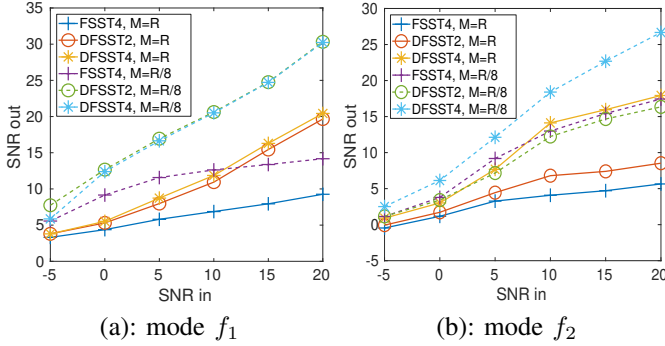 35
30
25
20
15
10
5
0
SNR out
FSST4, M=R
DFSST2, M=R
DFSST4, M=R
FSST4, M=R/8
DFSST2, M=R/8
DFSST4, M=R/8
-5 0 5 10 15 20
SNR in
(a): mode f1
30
25
20
15
10
5
0
-5
SNR out
FSST4, M=R
DFSST2, M=R
DFSST4, M=R
FSST4, M=R/8
DFSST2, M=R/8
DFSST4, M=R/8
-5 0 5 10 15 20
SNR in
(b): mode f2